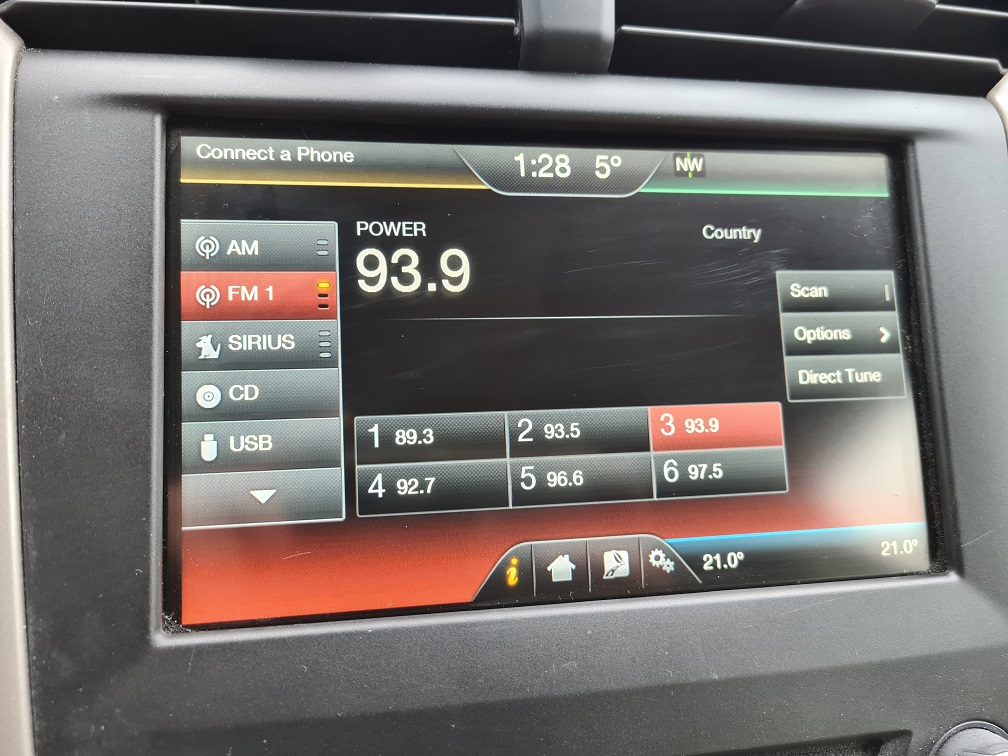 Connect a Phone
1:28 5°
NW
AM
FM 1
SIRIUS
CD
USB
POWER
93.9
Country
Scan
Options
Direct Tune
1 89.3
2 93.5
3 93.9
4 92.7
5 96.6
6 97.5
i
21.0°
21.0°